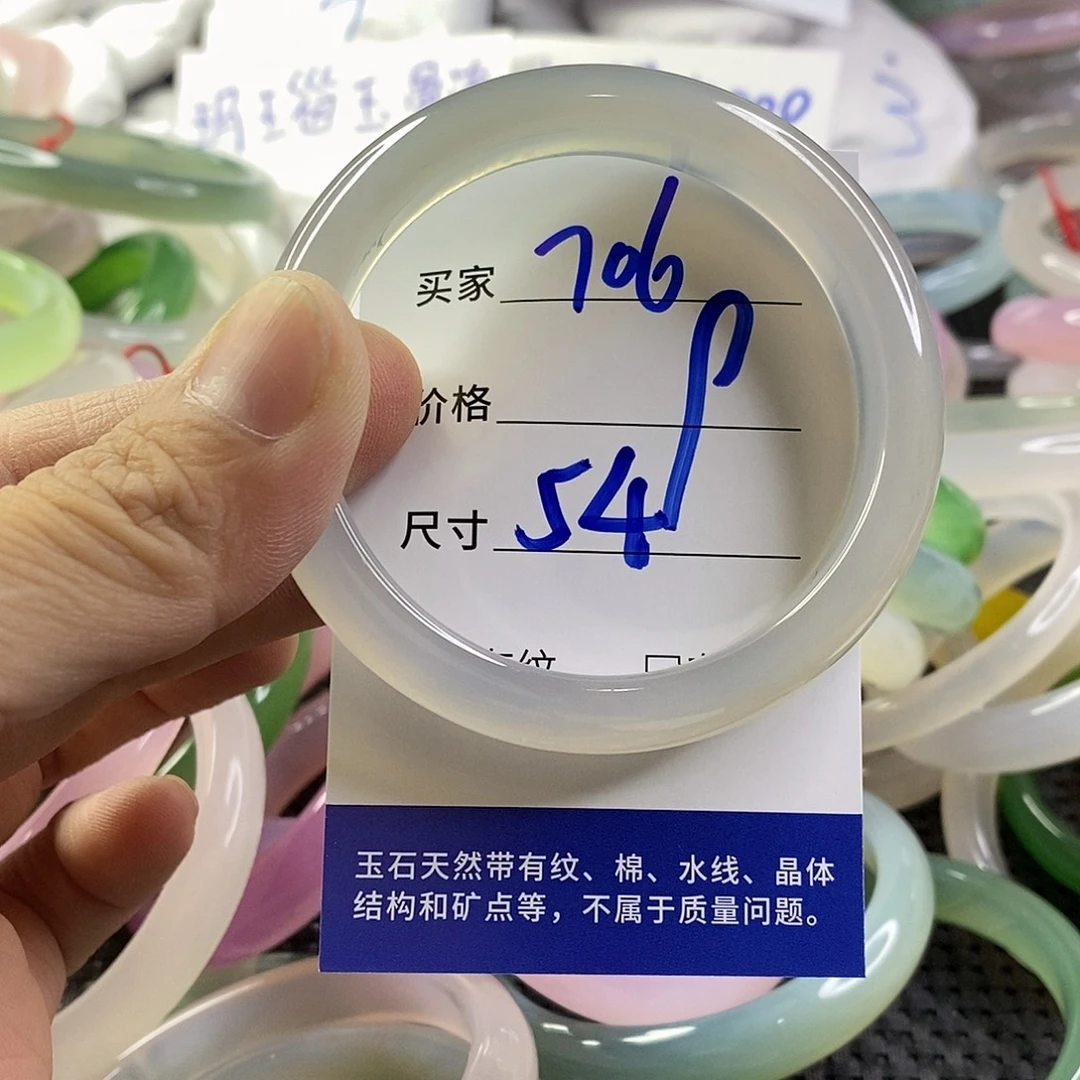 买家 706
价格
尺寸 54
玉石天然带有纹、棉、水线、晶体
结构和矿点等，不属于质量问题。